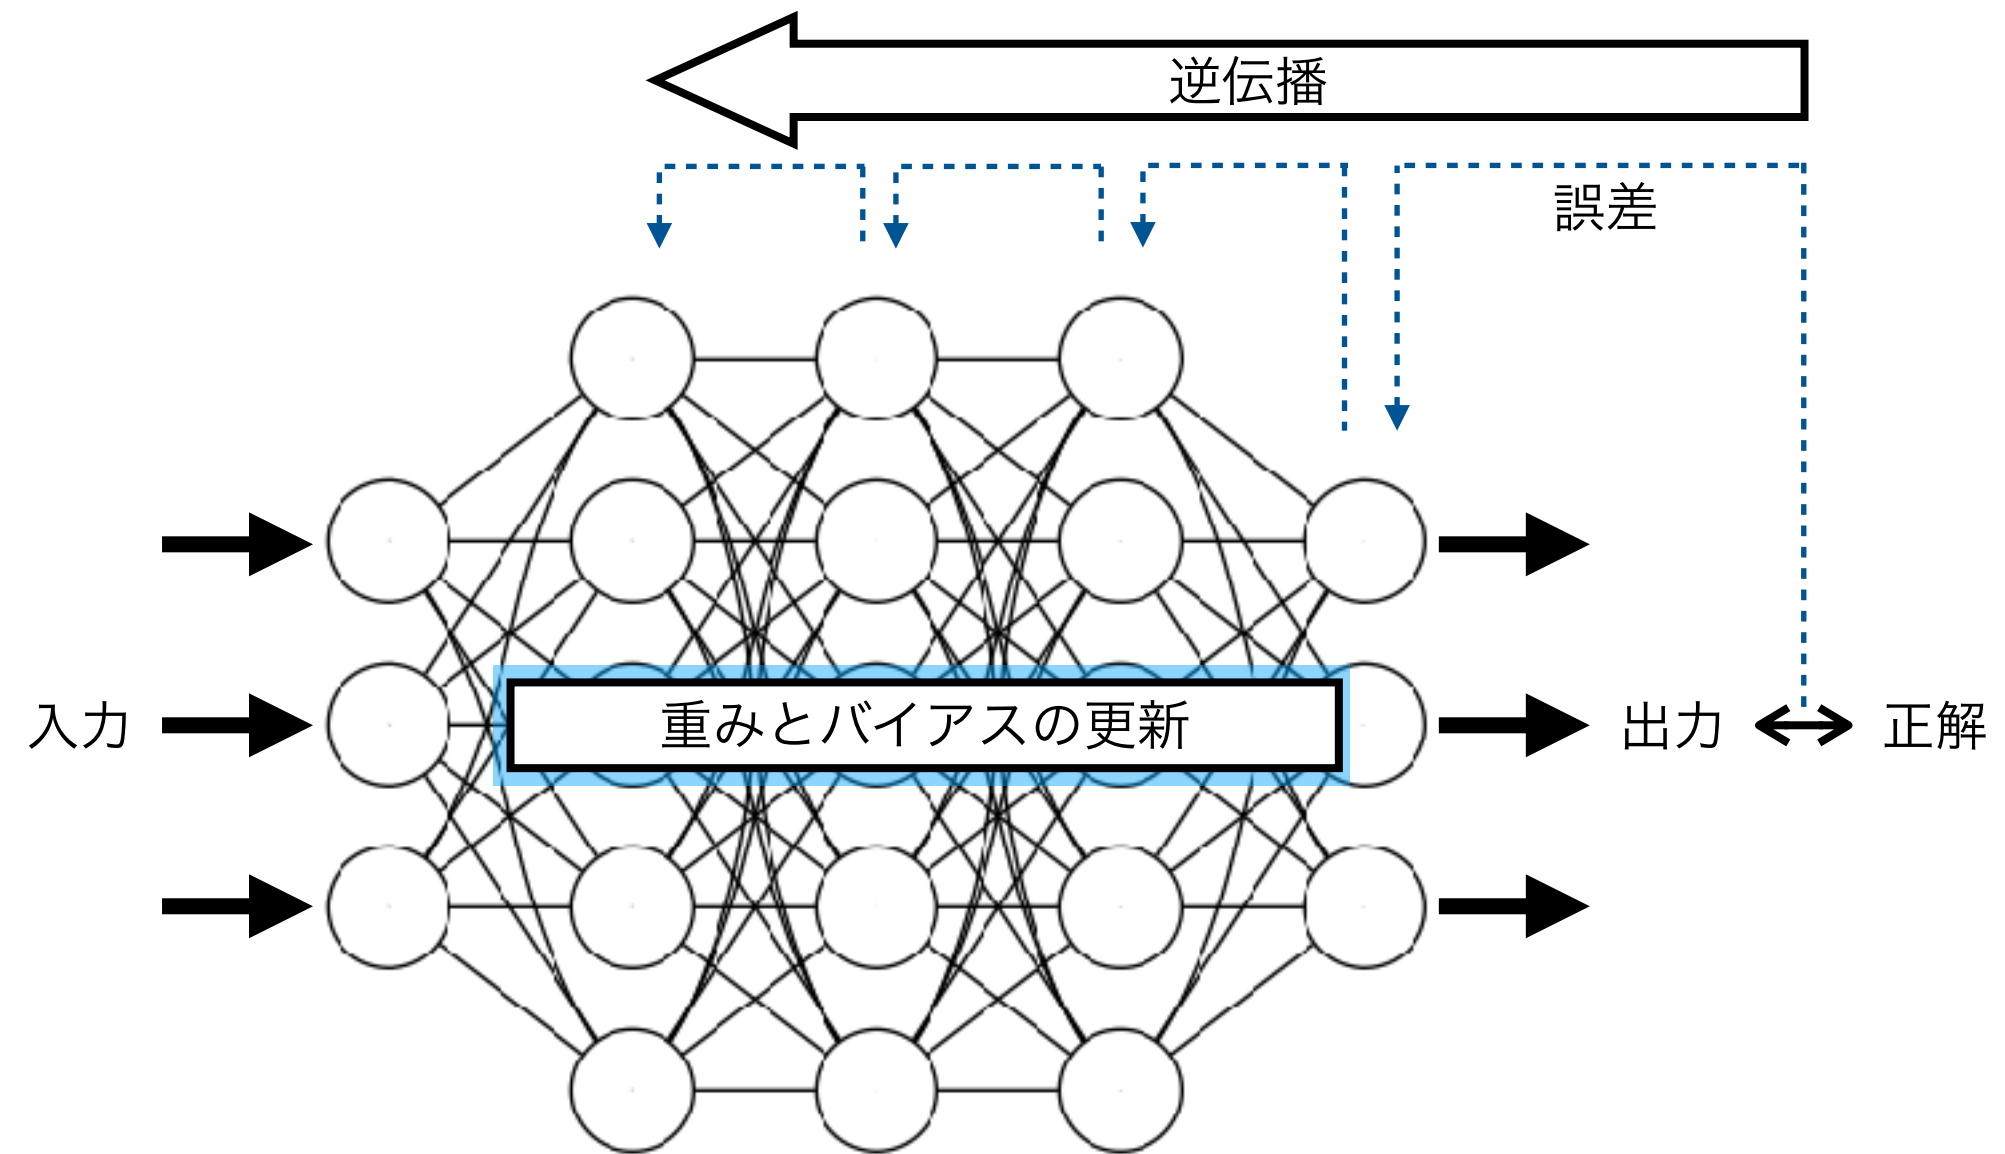 逆伝播
誤差
入力
重みとバイアスの更新
出力
正解